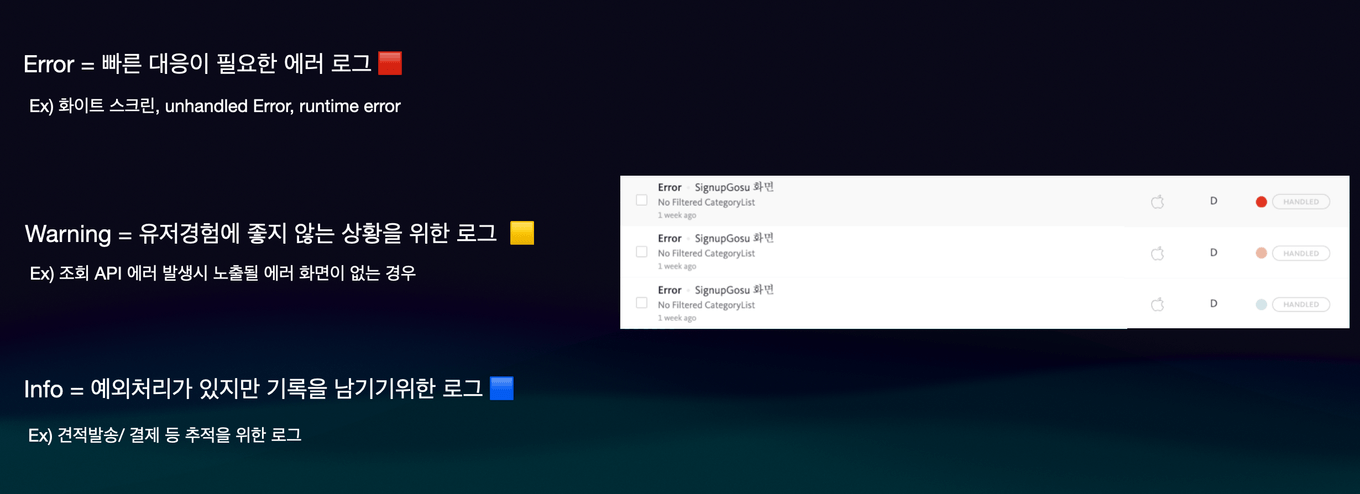 Error = 빠른 대응이 필요한 에러 로그
Ex) 화이트 스크린, unhandled Error, runtime error
Warning = 유저경험에 좋지 않는 상황을 위한 로그
Ex) 조회 API 에러 발생시 노출될 에러 화면이 없는 경우
Info = 예외처리가 있지만 기록을 남기기위한 로그
Ex) 견적발송/ 결제 등 추적을 위한 로그
Error · SignupGosu 화면
No Filtered CategoryList
1 week ago
D
HANDLED
Error · SignupGosu 화면
No Filtered CategoryList
1 week ago
D
HANDLED
Error · SignupGosu 화면
No Filtered CategoryList
1 week ago
D
HANDLED